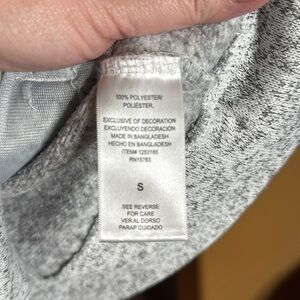 100% POLYESTER/
POLIÉSTER.
EXCLUSIVE OF DECORATION
EXCLUYENDO DECORACIÓN
MADE IN BANGLADESH
HECHO EN BANGLADESH
ITEM# 1253185
RN15763
S
SEE REVERSE
FOR CARE
VER AL DORSO
PARAP CUIDADO